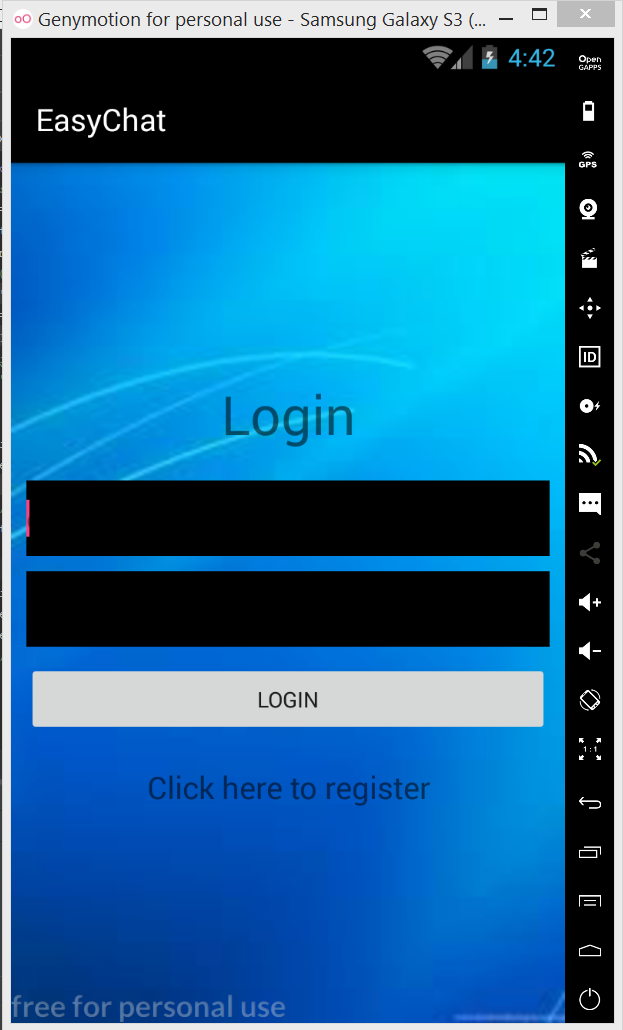 Genymotion for personal use - Samsung Galaxy S3 (...
4:42
Open
GAPPS
EasyChat
GPS
ID
Login
LOGIN
1:1
Click here to register
free for personal use